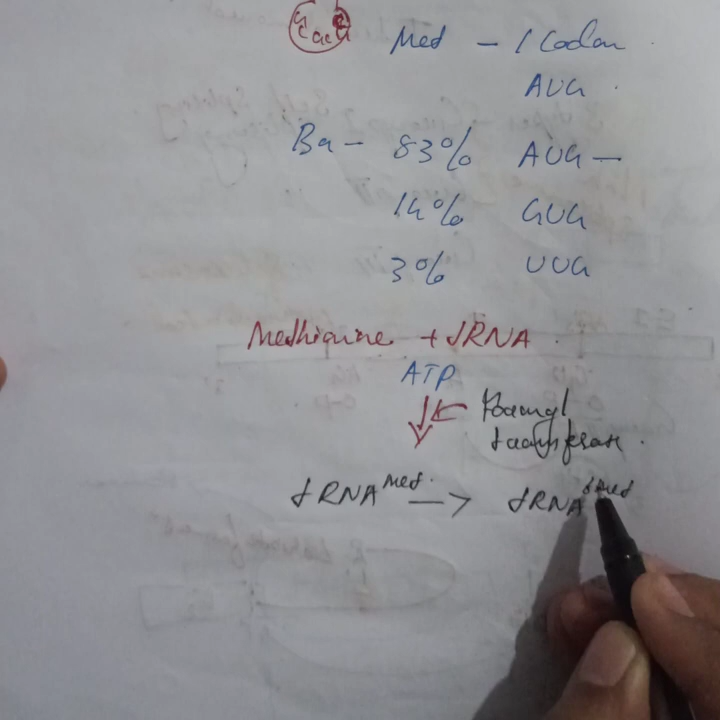 Med - 1 Codon
AUG
Ba - 83% AUG -
14% GUG
3% UUG
Methionine + tRNA
ATP
Formyl
transferase.
tRNA Met. -> tRNA fMet